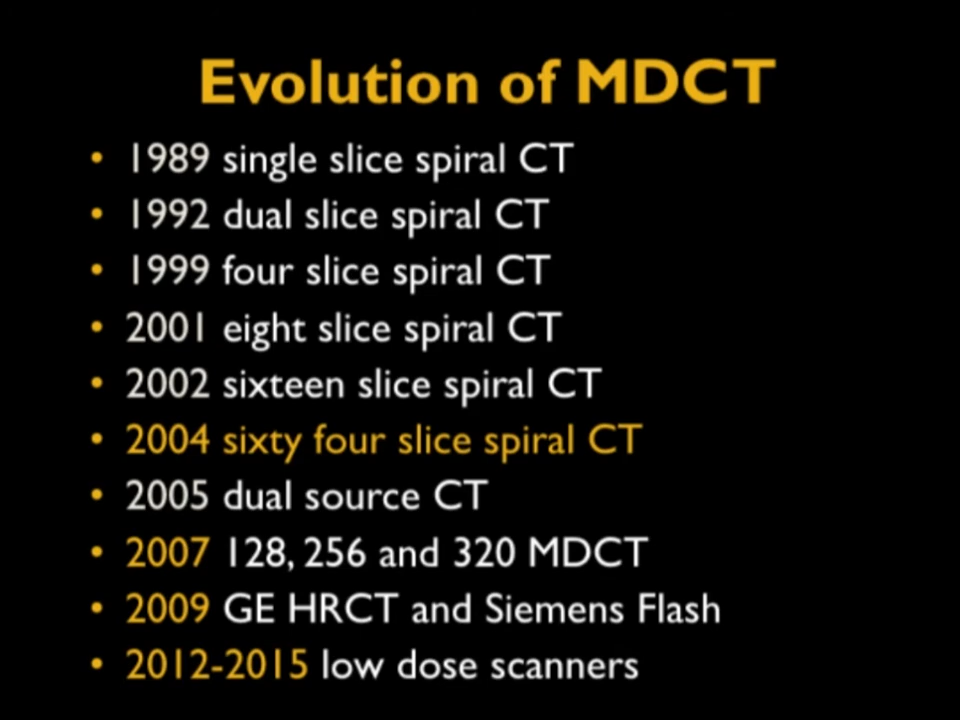 Evolution of MDCT
• 1989 single slice spiral CT
• 1992 dual slice spiral CT
• 1999 four slice spiral CT
• 2001 eight slice spiral CT
• 2002 sixteen slice spiral CT
• 2004 sixty four slice spiral CT
• 2005 dual source CT
• 2007 128, 256 and 320 MDCT
• 2009 GE HRCT and Siemens Flash
• 2012-2015 low dose scanners